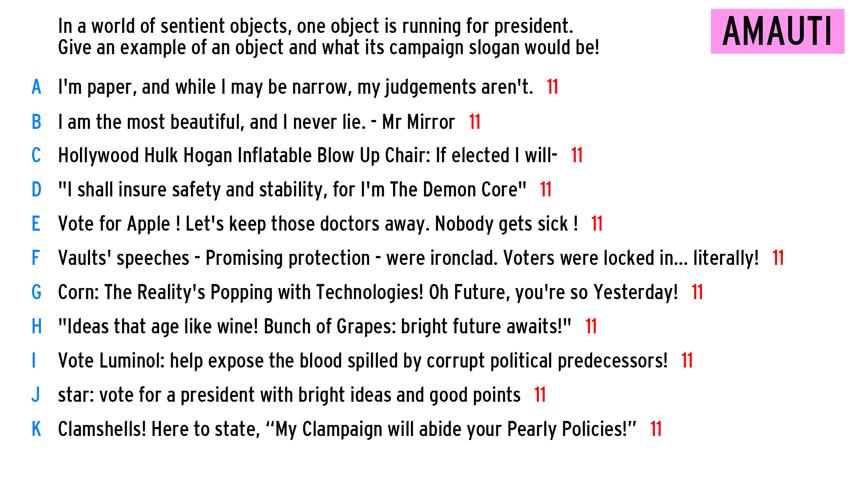 In a world of sentient objects, one object is running for president.
Give an example of an object and what its campaign slogan would be!
AMAUTI
A I'm paper, and while I may be narrow, my judgements aren't. 11
B I am the most beautiful, and I never lie. - Mr Mirror 11
C Hollywood Hulk Hogan Inflatable Blow Up Chair: If elected I will- 11
D "I shall insure safety and stability, for I'm The Demon Core" 11
E Vote for Apple ! Let's keep those doctors away. Nobody gets sick ! 11
F Vaults' speeches - Promising protection - were ironclad. Voters were locked in... literally! 11
G Corn: The Reality's Popping with Technologies! Oh Future, you're so Yesterday! 11
H "Ideas that age like wine! Bunch of Grapes: bright future awaits!" 11
I Vote Luminol: help expose the blood spilled by corrupt political predecessors! 11
J star: vote for a president with bright ideas and good points 11
K Clamshells! Here to state, “My Clampaign will abide your Pearly Policies!” 11